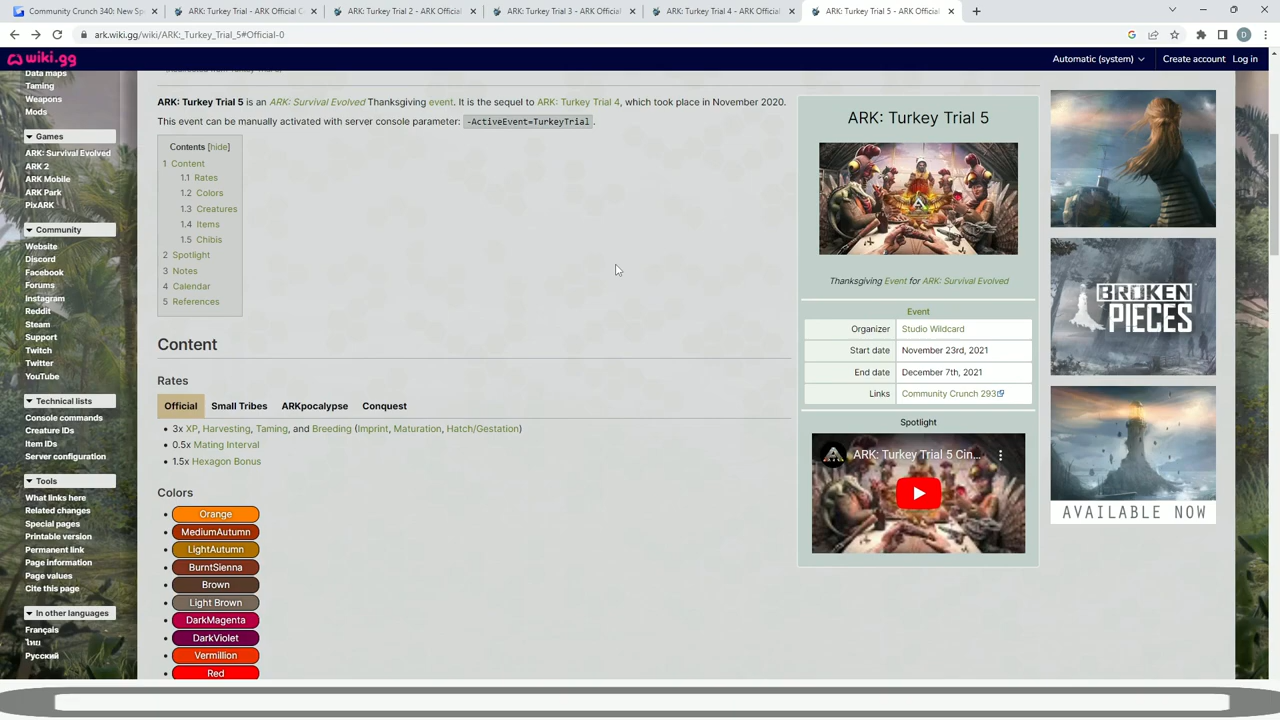 Community Crunch 340: New Sp
ARK: Turkey Trial - ARK Official C
ARK: Turkey Trial 2 - ARK Official
ARK: Turkey Trial 3 - ARK Official
ARK: Turkey Trial 4 - ARK Official
ARK: Turkey Trial 5 - ARK Official
ark.wiki.gg/wiki/ARK:_Turkey_Trial_5#Official-0
D
wiki.gg
Automatic (system)
Create account
Log in
Data maps
Taming
Weapons
Mods
Games
ARK: Survival Evolved
ARK 2
ARK Mobile
ARK Park
PixARK
Community
Website
Discord
Facebook
Forums
Instagram
Reddit
Steam
Support
Twitch
Twitter
YouTube
Technical lists
Console commands
Creature IDs
Item IDs
Server configuration
Tools
What links here
Related changes
Special pages
Printable version
Permanent link
Page information
Page values
Cite this page
In other languages
Français
ไทย
Русский
ARK: Turkey Trial 5 is an ARK: Survival Evolved Thanksgiving event. It is the sequel to ARK: Turkey Trial 4, which took place in November 2020.
This event can be manually activated with server console parameter: -ActiveEvent=TurkeyTrial.
Contents [hide]
1 Content
1.1 Rates
1.2 Colors
1.3 Creatures
1.4 Items
1.5 Chibis
2 Spotlight
3 Notes
4 Calendar
5 References
Content
Rates
Official Small Tribes ARKpocalypse Conquest
• 3x XP, Harvesting, Taming, and Breeding (Imprint, Maturation, Hatch/Gestation)
• 0.5x Mating Interval
• 1.5x Hexagon Bonus
Colors
• Orange
• MediumAutumn
• LightAutumn
• BurntSienna
• Brown
• Light Brown
• DarkMagenta
• DarkViolet
• Vermillion
• Red
ARK: Turkey Trial 5
Thanksgiving Event for ARK: Survival Evolved
Event
Organizer Studio Wildcard
Start date November 23rd, 2021
End date December 7th, 2021
Links Community Crunch 293
Spotlight
ARK: Turkey Trial 5 Cin...
BROKEN
PIECES
AVAILABLE NOW